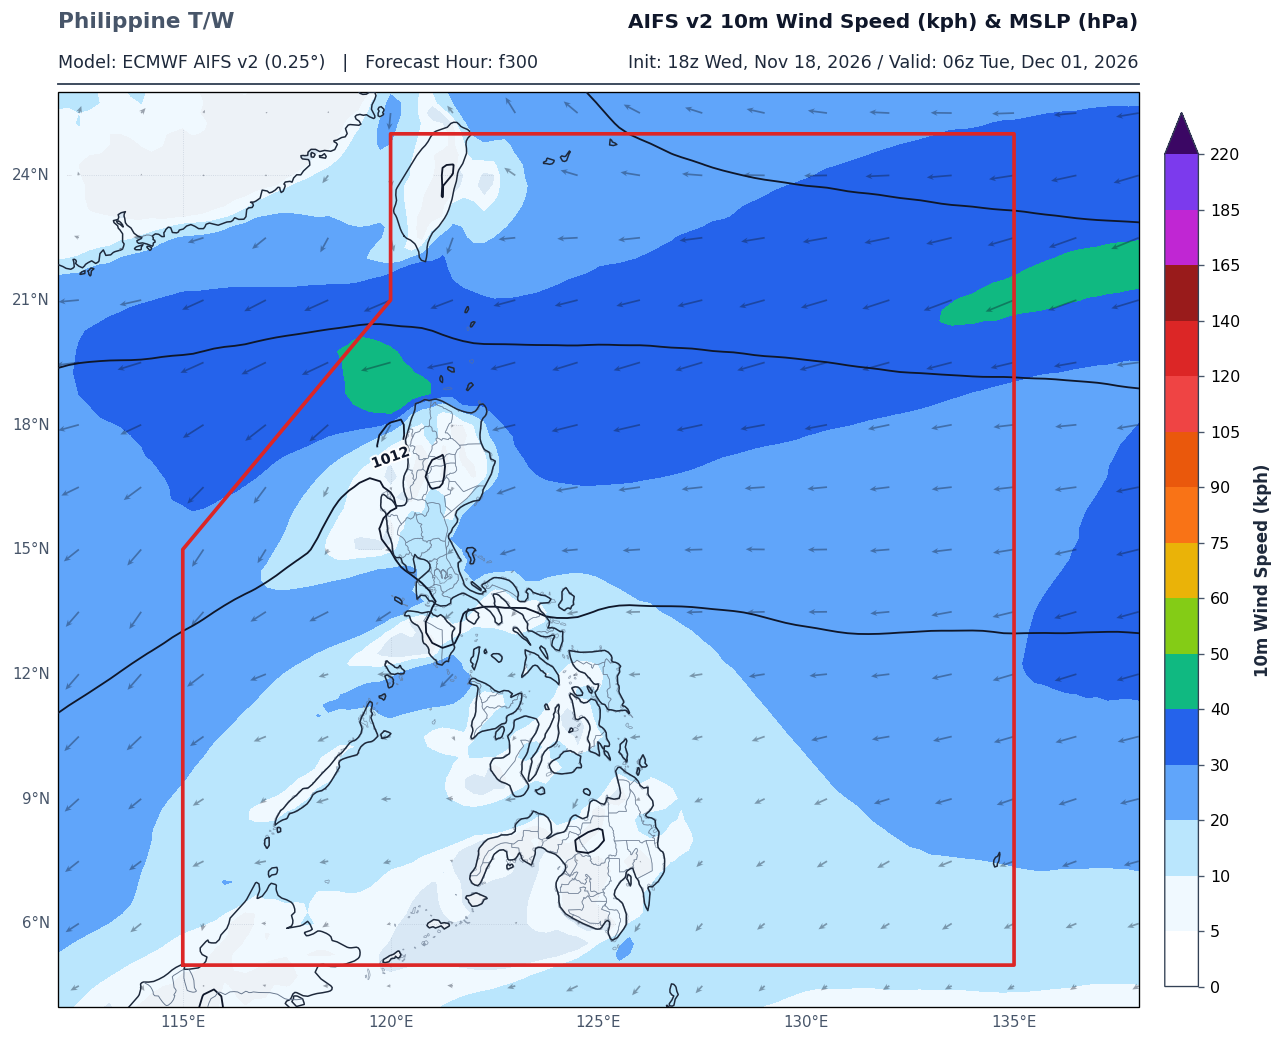 Philippine T/W
AIFS v2 10m Wind Speed (kph) & MSLP (hPa)
Model: ECMWF AIFS v2 (0.25°) | Forecast Hour: f300
Init: 18z Wed, Nov 18, 2026 / Valid: 06z Tue, Dec 01, 2026
24°N
21°N
18°N
15°N
12°N
9°N
6°N
1012
115°E
120°E
125°E
130°E
135°E
220
185
165
140
120
105
90
75
60
50
40
30
20
10
5
0
10m Wind Speed (kph)